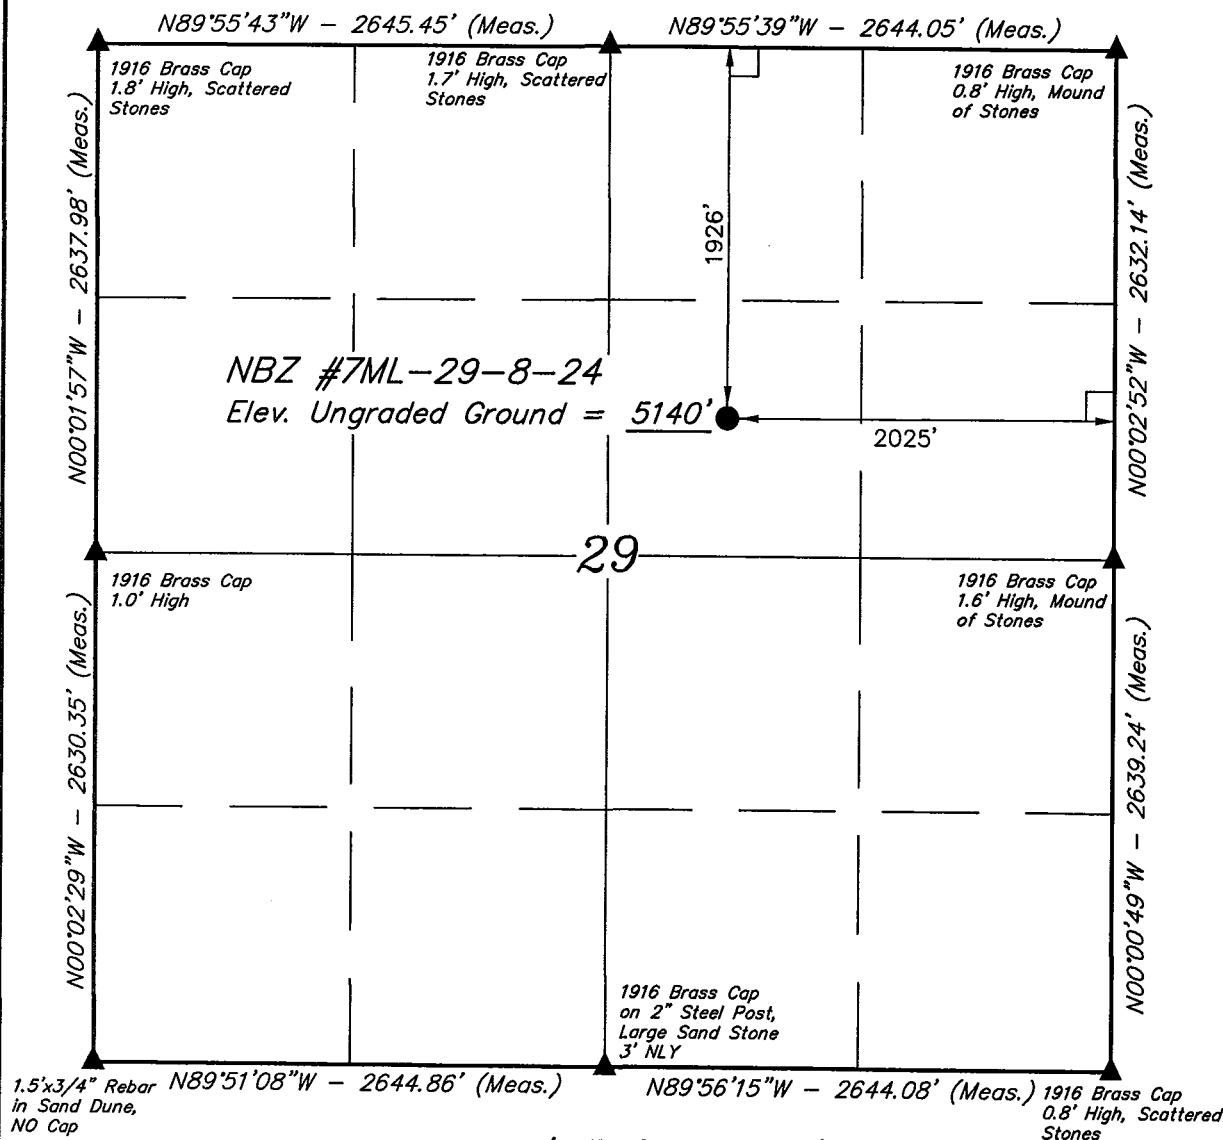 N89°55'43"W - 2645.45' (Meas.)
N89°55'39"W - 2644.05' (Meas.)
1916 Brass Cap
1.8' High, Scattered
Stones
1916 Brass Cap
1.7' High, Scattered
Stones
1916 Brass Cap
0.8' High, Mound
of Stones
N00°01'57"W - 2637.98' (Meas.)
1926'
N00°02'52"W - 2632.14' (Meas.)
NBZ #7ML-29-8-24
Elev. Ungraded Ground = 5140'
2025'
29
1916 Brass Cap
1.0' High
1916 Brass Cap
1.6' High, Mound
of Stones
N00°02'29"W - 2630.35' (Meas.)
N00°00'49"W - 2639.24' (Meas.)
1916 Brass Cap
on 2" Steel Post,
Large Sand Stone
3' NLY
1.5'x3/4" Rebar
in Sand Dune,
NO Cap
N89°51'08"W - 2644.86' (Meas.)
N89°56'15"W - 2644.08' (Meas.)
1916 Brass Cap
0.8' High, Scattered
Stones